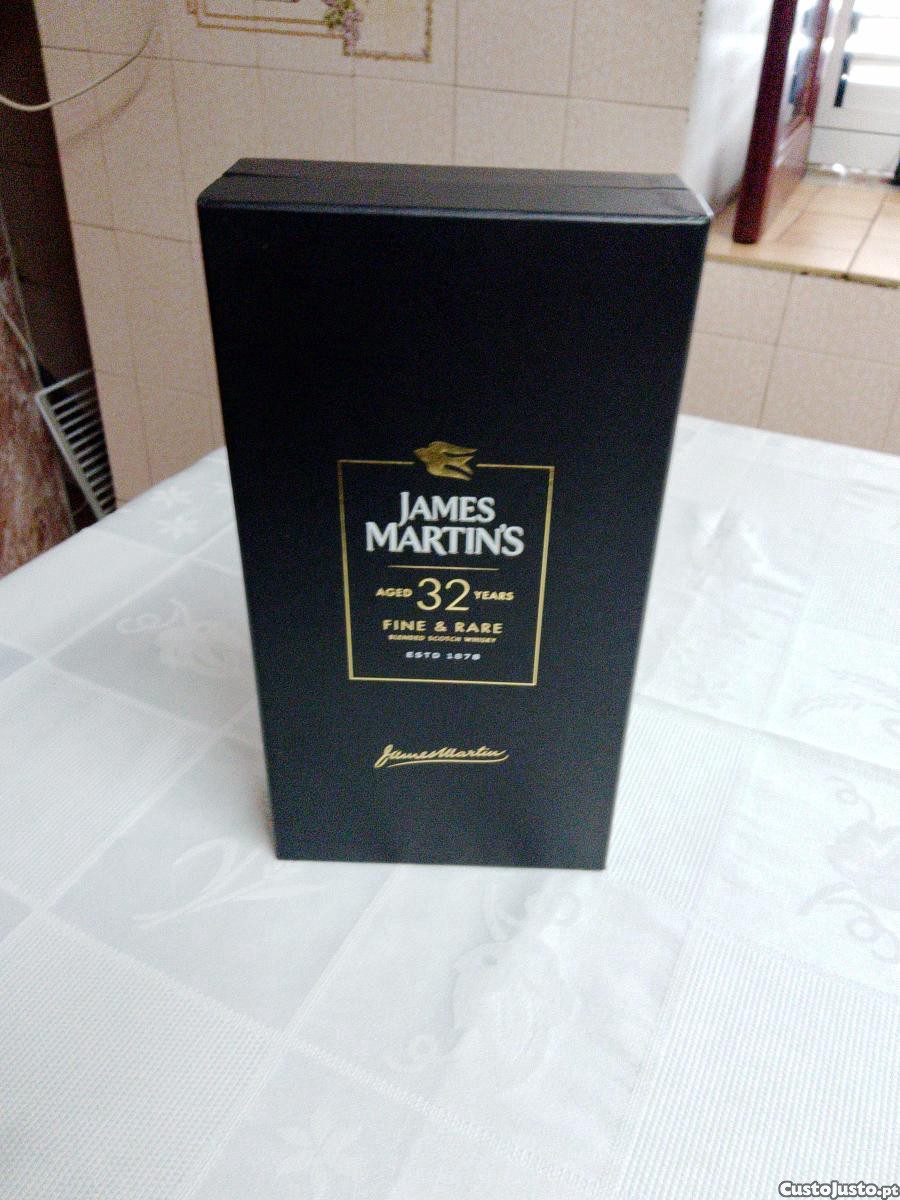 JAMES
MARTIN'S
AGED 32 YEARS
FINE & RARE
BLENDED SCOTCH WHISKY
ESTD 1878
James Martin
CustoJusto.pt